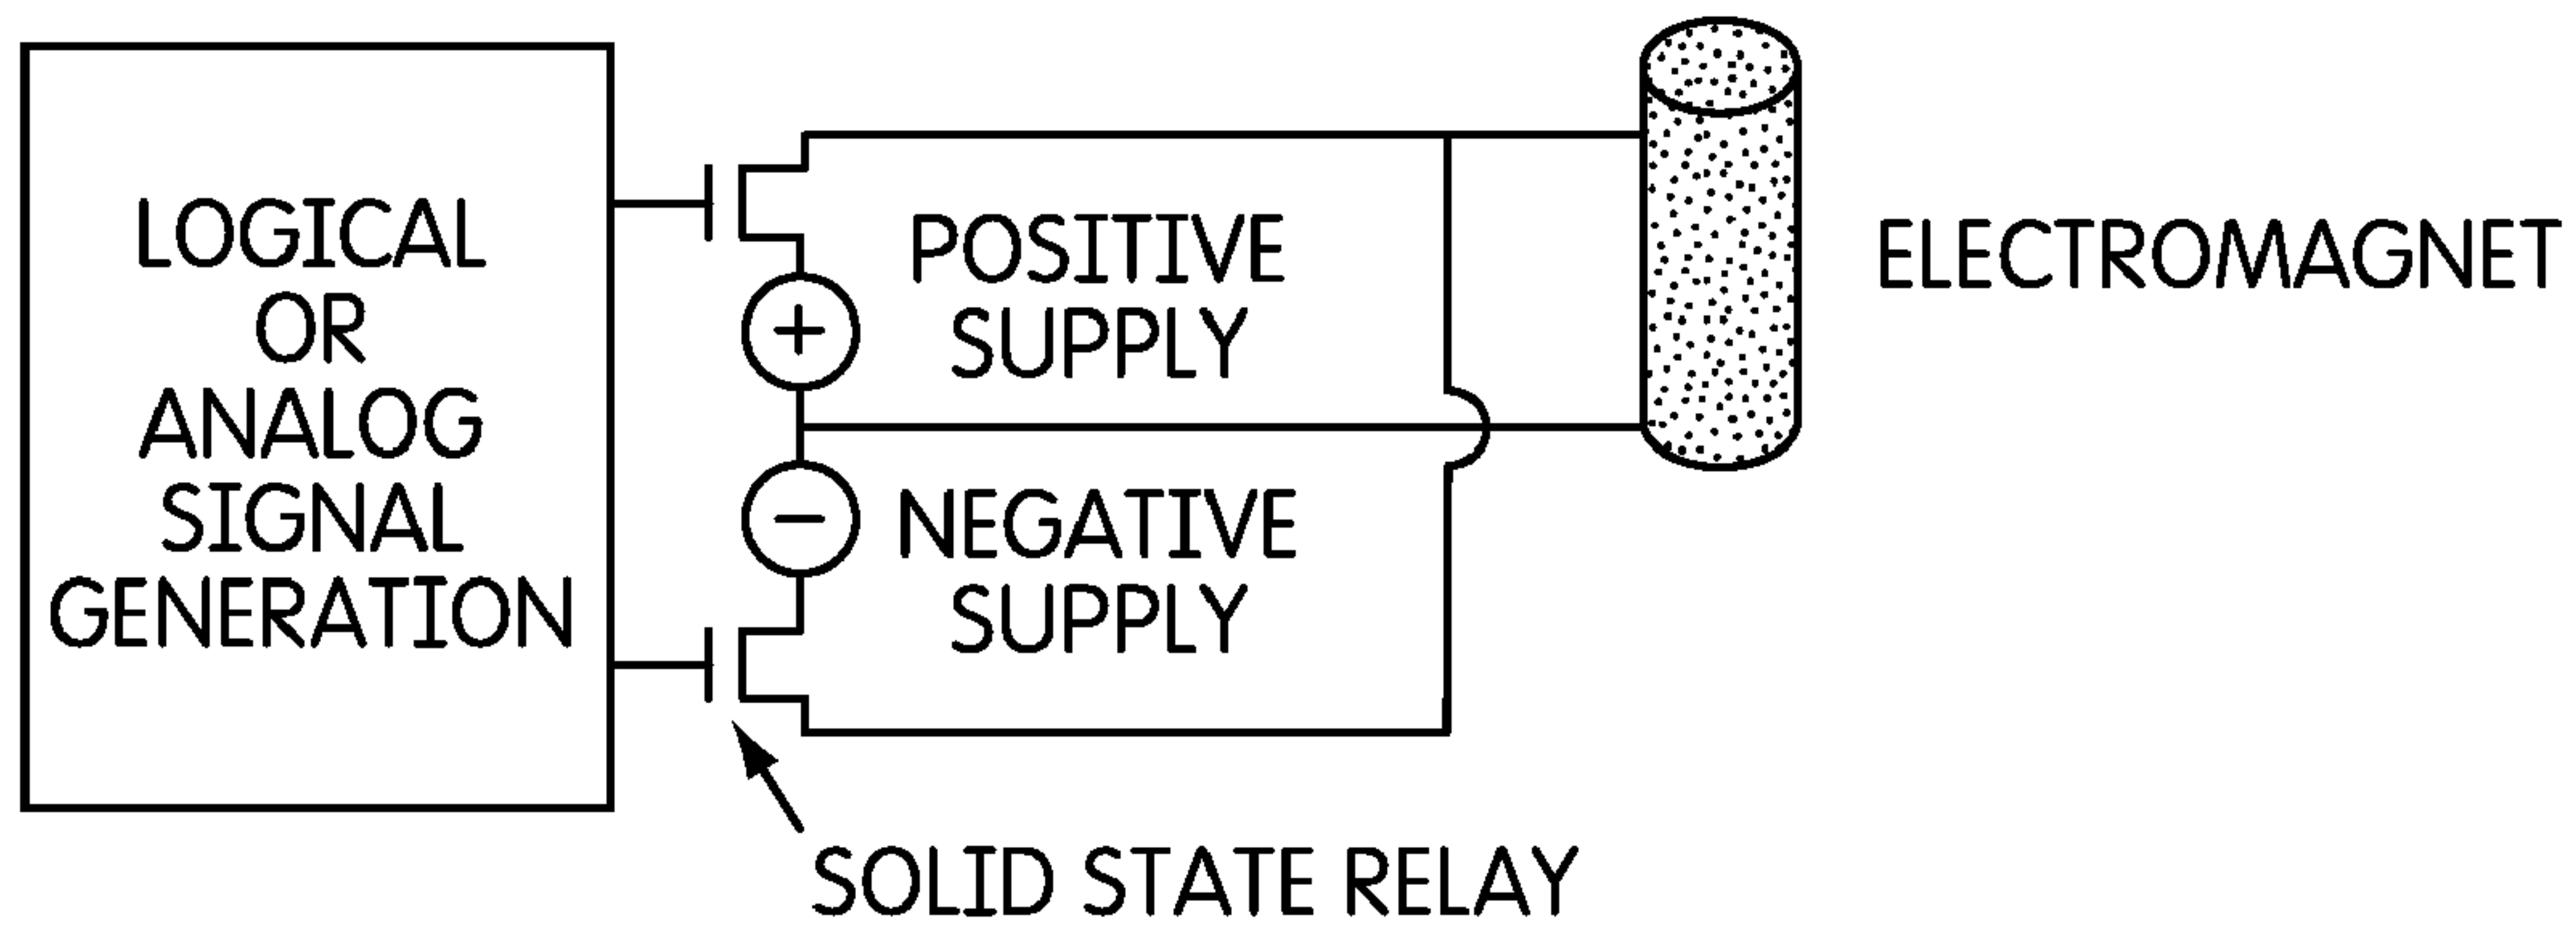 LOGICAL
OR
ANALOG
SIGNAL
GENERATION
+
POSITIVE
SUPPLY
−
NEGATIVE
SUPPLY
ELECTROMAGNET
SOLID STATE RELAY